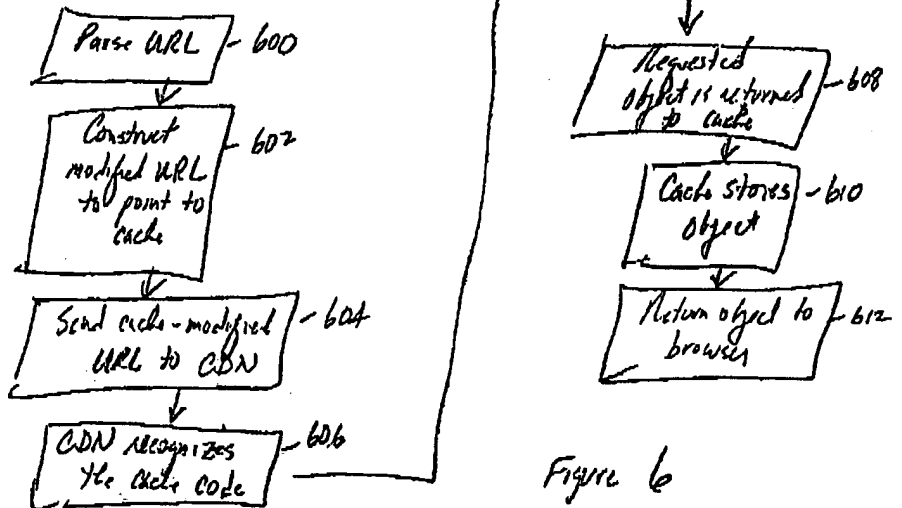 Parse URL 600
Construct 602
modified URL
to point to
cache
Send cache-modified 604
URL to CDN
CDN recognizes 606
the cache code
Requested 608
object is returned
to cache
Cache stores 610
object
Return object to 612
browser
Figure 6